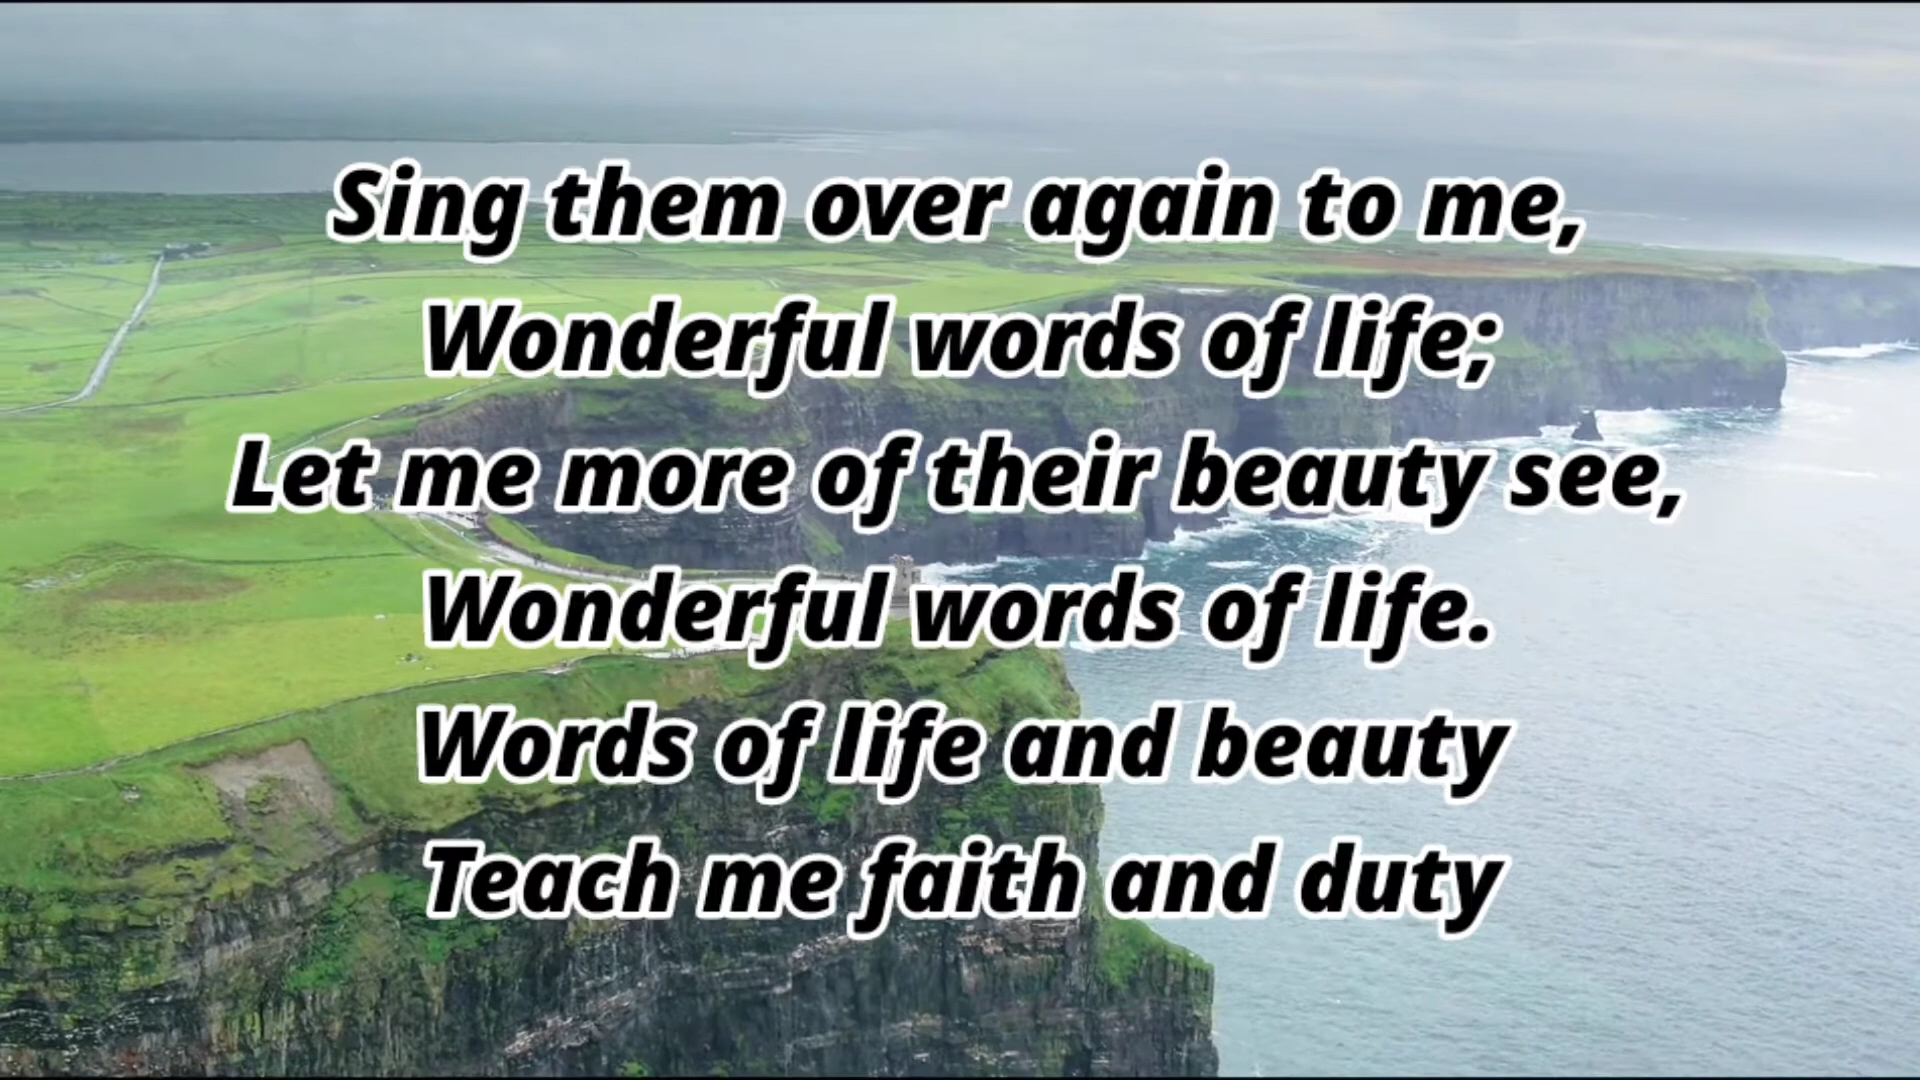 Sing them over again to me,
Wonderful words of life;
Let me more of their beauty see,
Wonderful words of life.
Words of life and beauty
Teach me faith and duty